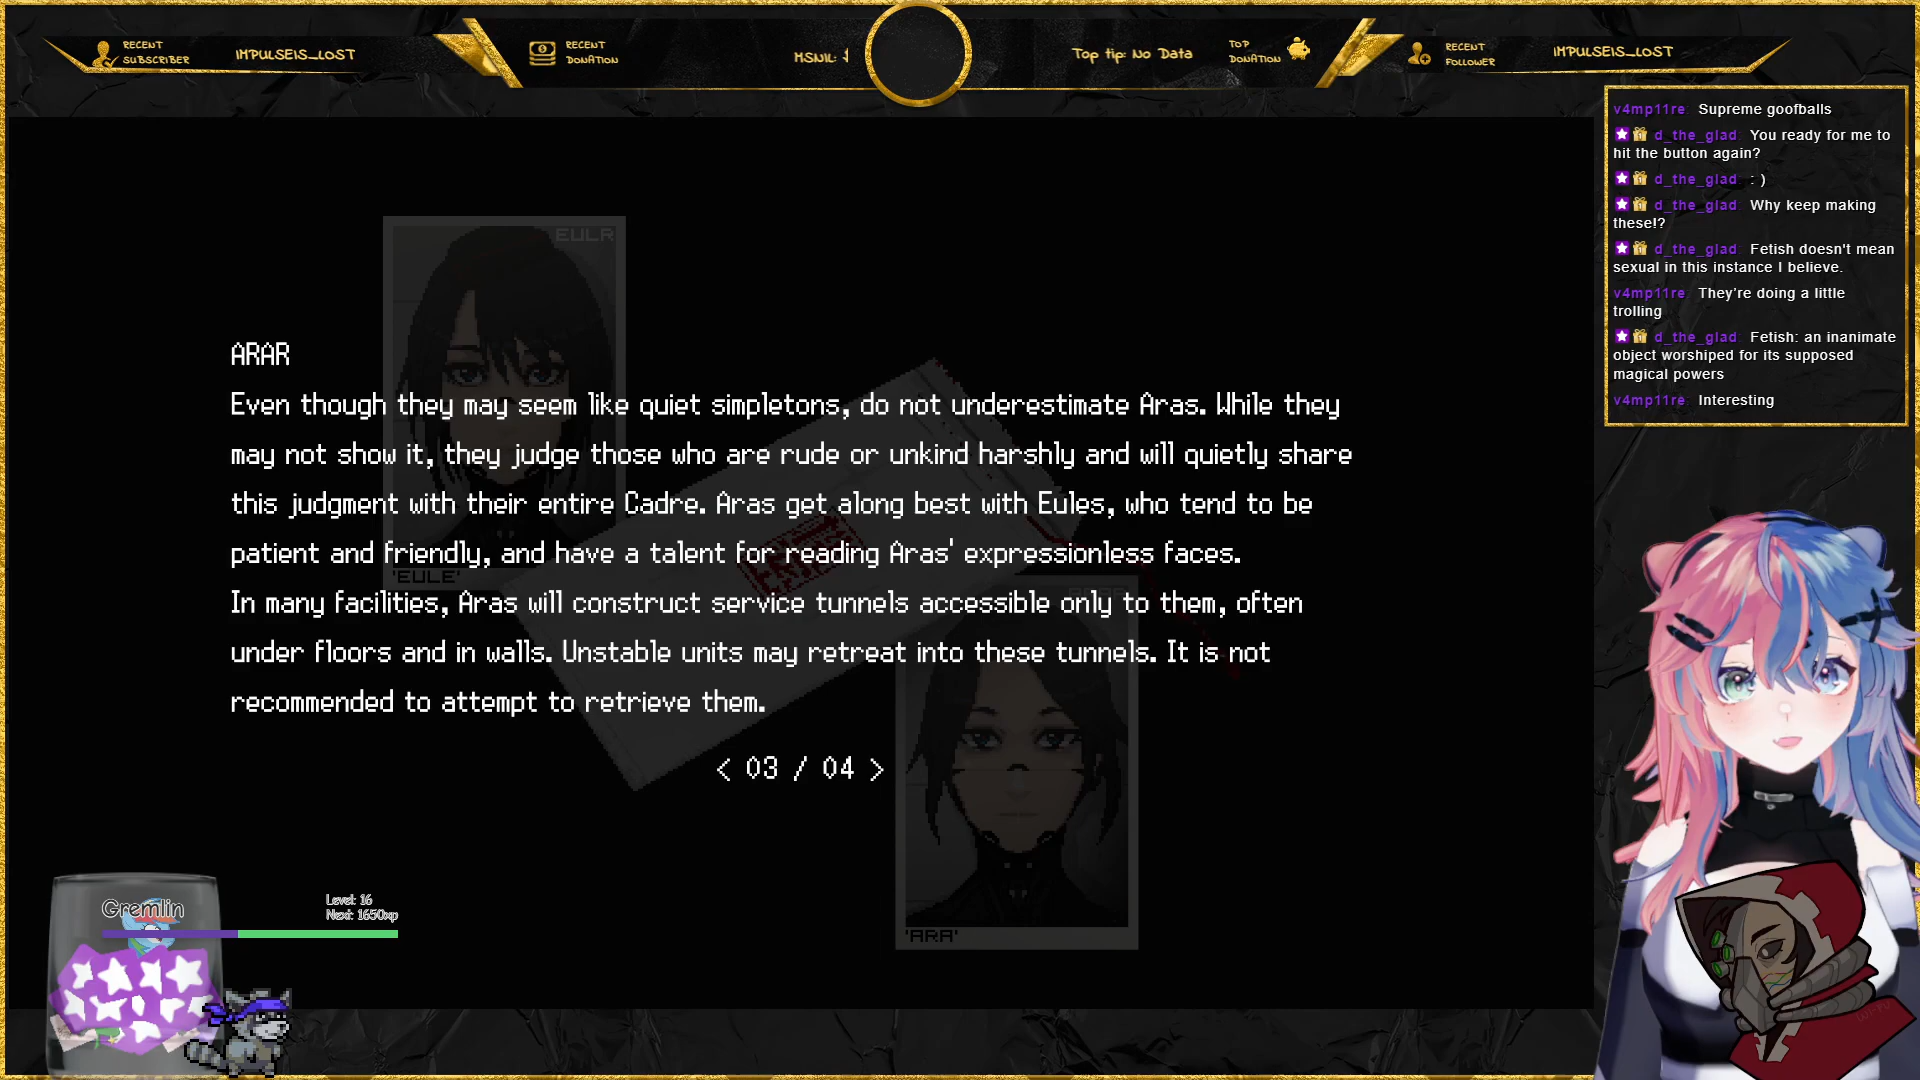 RECENT
SUBSCRIBER
IMPULSEIS_LOST
RECENT
DONATION
MSNIL:
Top tip: No Data
TOP
DONATION
RECENT
FOLLOWER
IMPULSEIS_LOST
v4mp11re Supreme goofballs
d_the_glad: You ready for me to
hit the button again?
d_the_glad: : )
d_the_glad: Why keep making
these!?
d_the_glad: Fetish doesn't mean
sexual in this instance I believe.
v4mp11re They're doing a little
trolling
d_the_glad: Fetish: an inanimate
object worshiped for its supposed
magical powers
v4mp11re Interesting
EULR
ARAR
Even though they may seem like quiet simpletons, do not underestimate Aras. While they
may not show it, they judge those who are rude or unkind harshly and will quietly share
this judgment with their entire Cadre. Aras get along best with Eules, who tend to be
patient and friendly, and have a talent for reading Aras' expressionless faces.
'EULE'
In many facilities, Aras will construct service tunnels accessible only to them, often
under floors and in walls. Unstable units may retreat into these tunnels. It is not
recommended to attempt to retrieve them.
< 03 / 04 >
'ARA'
Gremlin
Level: 16
Next: 1650xp